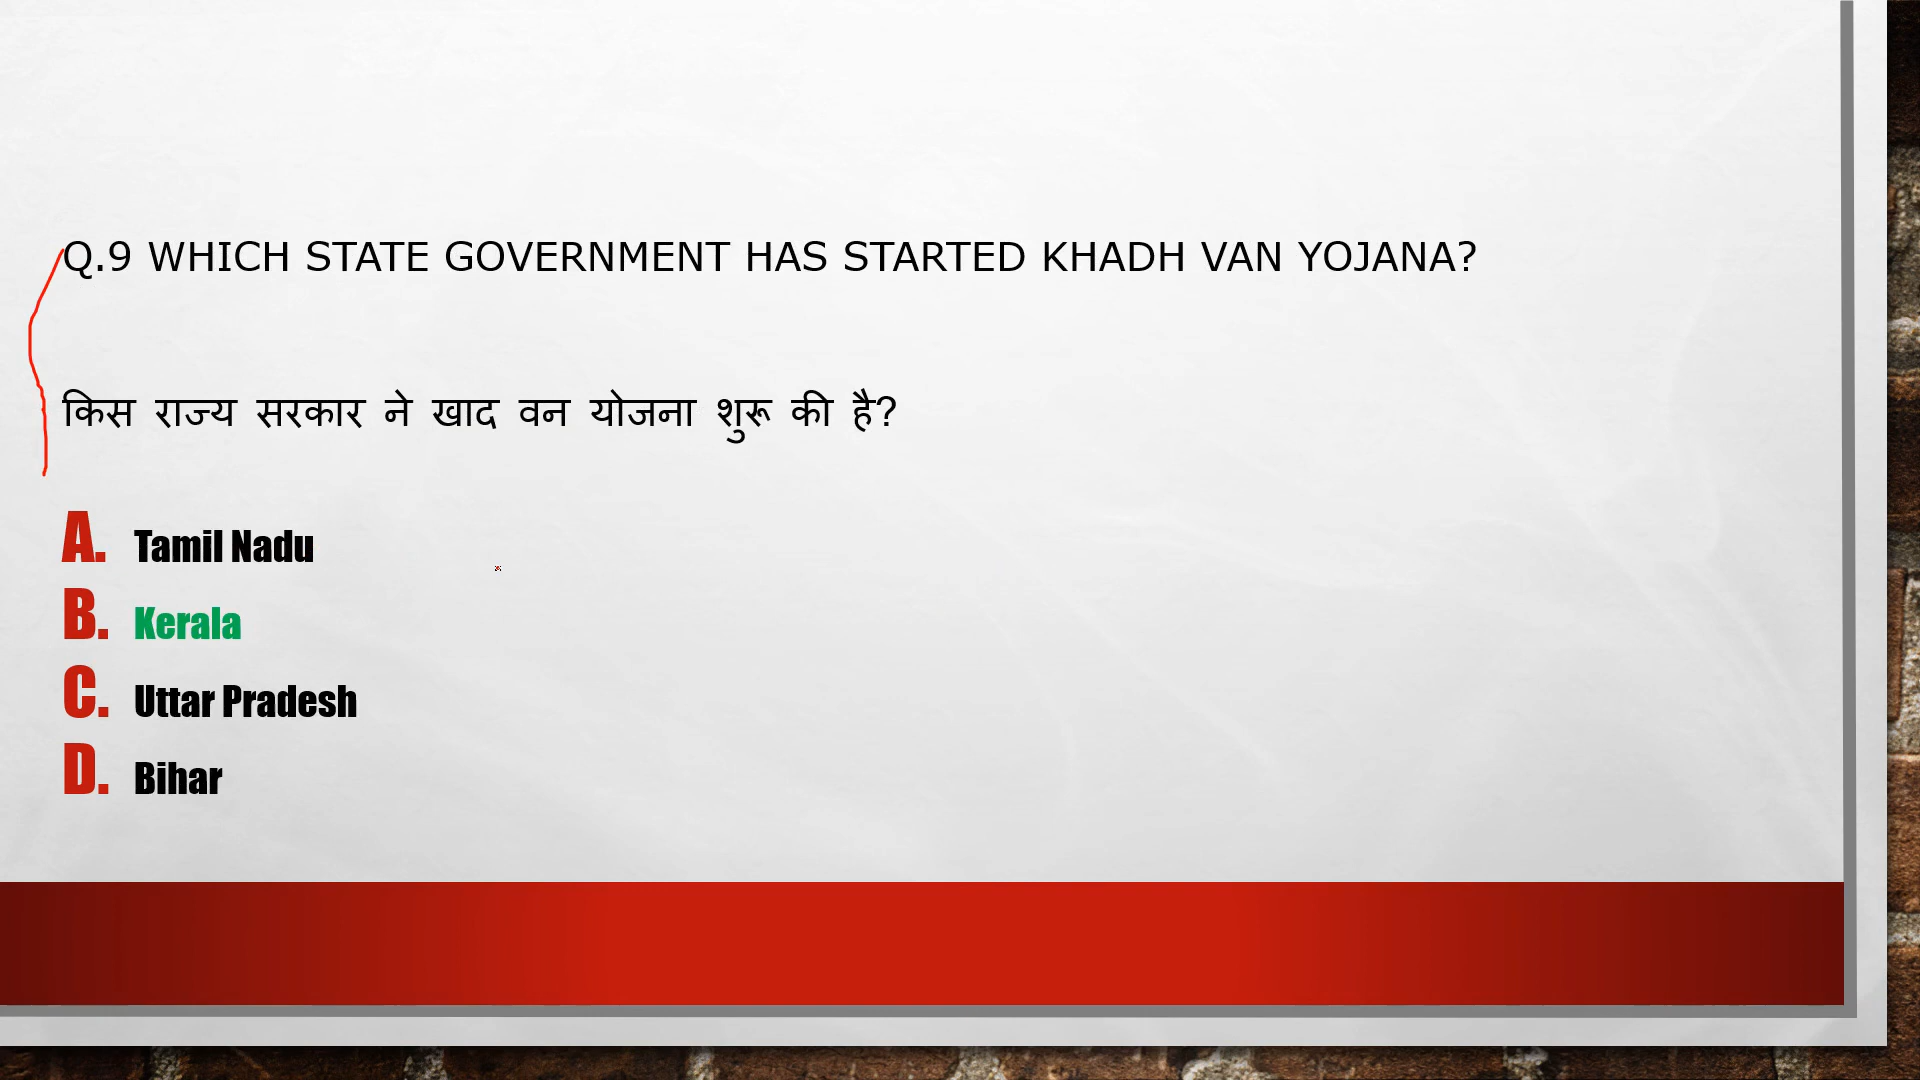 Q.9 WHICH STATE GOVERNMENT HAS STARTED KHADH VAN YOJANA?
किस राज्य सरकार ने खाद वन योजना शुरू की है?
A. Tamil Nadu
B. Kerala
C. Uttar Pradesh
D. Bihar